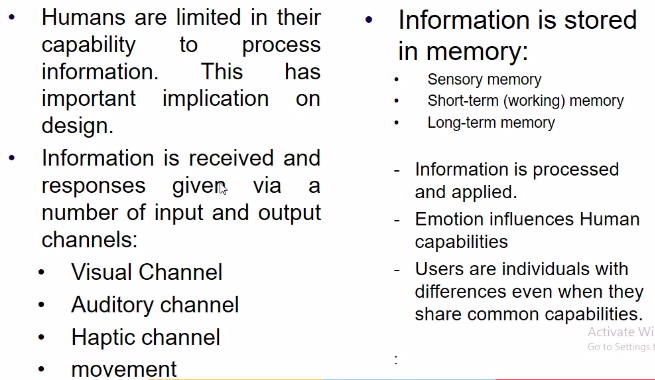 • Humans are limited in their
capability to process
information. This has
important implication on
design.
• Information is received and
responses given via a
number of input and output
channels:
• Visual Channel
• Auditory channel
• Haptic channel
• movement
• Information is stored
in memory:
• Sensory memory
• Short-term (working) memory
• Long-term memory
- Information is processed
and applied.
- Emotion influences Human
capabilities
- Users are individuals with
differences even when they
share common capabilities.
Activate Wi
Go to Settings t
: